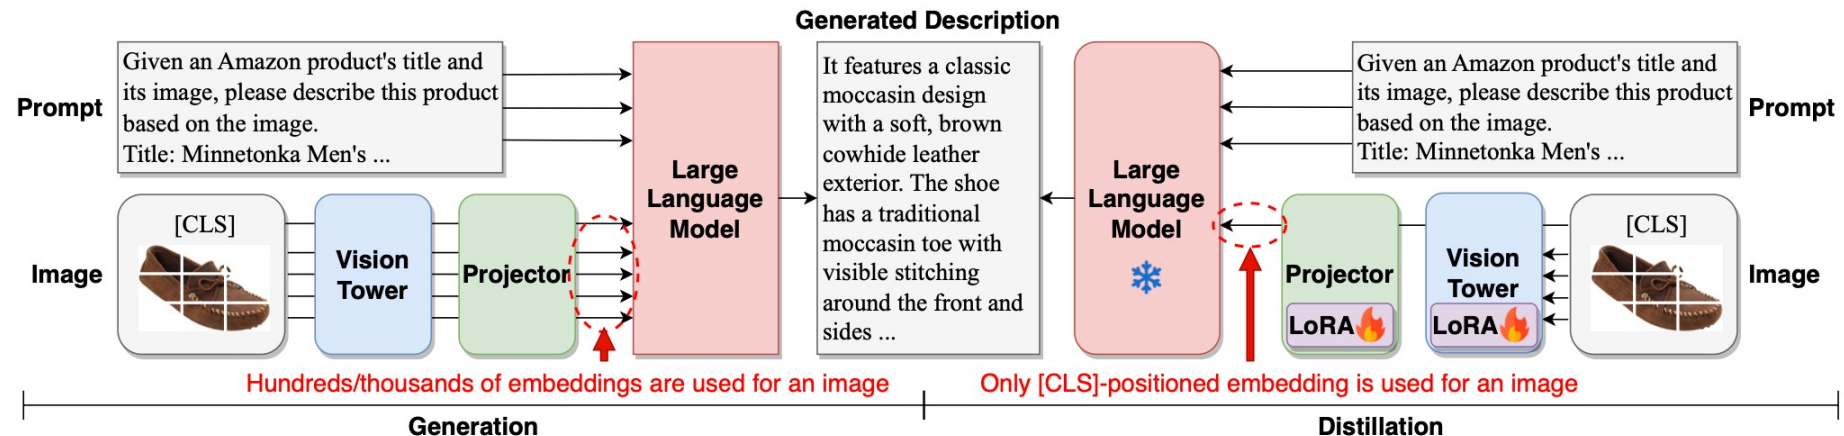 Generated Description
Prompt
Given an Amazon product's title and
its image, please describe this product
based on the image.
Title: Minnetonka Men's ...
Image
[CLS]
Vision
Tower
Projector
Large
Language
Model
It features a classic
moccasin design
with a soft, brown
cowhide leather
exterior. The shoe
has a traditional
moccasin toe with
visible stitching
around the front and
sides ...
Large
Language
Model
Given an Amazon product's title and
its image, please describe this product
based on the image.
Title: Minnetonka Men's ...
Prompt
Projector
LoRA
Vision
Tower
LoRA
[CLS]
Image
Hundreds/thousands of embeddings are used for an image
Only [CLS]-positioned embedding is used for an image
Generation
Distillation